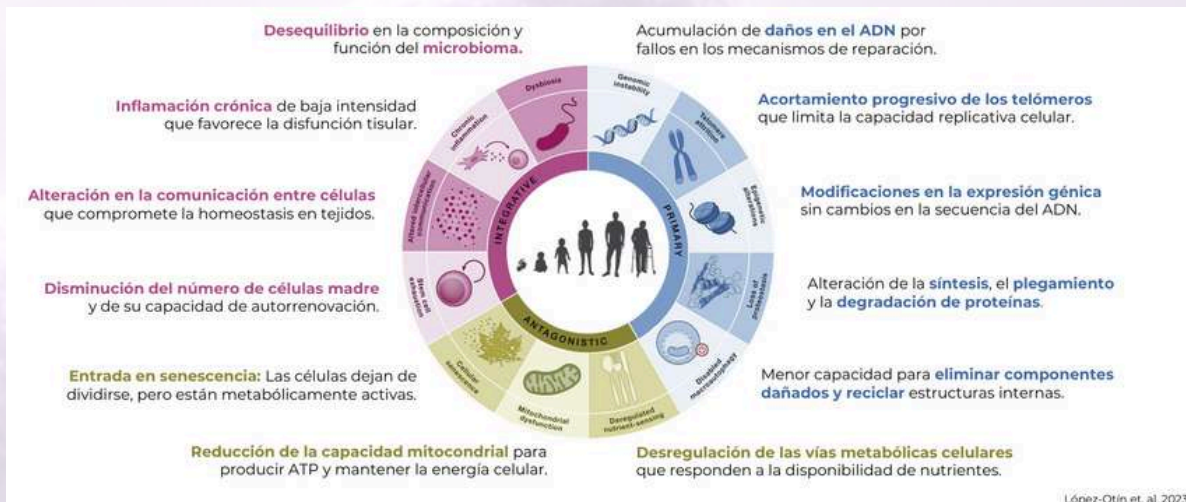 Desequilibrio en la composición y
función del microbioma.
Acumulación de daños en el ADN por
fallos en los mecanismos de reparación.
Inflamación crónica de baja intensidad
que favorece la disfunción tisular.
Acortamiento progresivo de los telómeros
que limita la capacidad replicativa celular.
Alteración en la comunicación entre células
que compromete la homeostasis en tejidos.
Modificaciones en la expresión génica
sin cambios en la secuencia del ADN.
Disminución del número de células madre
y de su capacidad de autorrenovación.
Alteración de la síntesis, el plegamiento
y la degradación de proteínas.
Entrada en senescencia: Las células dejan de
dividirse, pero están metabólicamente activas.
Menor capacidad para eliminar componentes
dañados y reciclar estructuras internas.
Reducción de la capacidad mitocondrial para
producir ATP y mantener la energía celular.
Desregulación de las vías metabólicas celulares
que responden a la disponibilidad de nutrientes.
Dysbiosis
Genomic
instability
Telomere
attrition
Epigenetic
alterations
Loss of
proteostasis
Disabled
macroautophagy
Deregulated
nutrient-sensing
Mitochondrial
dysfunction
Cellular
senescence
Stem cell
exhaustion
Altered intercellular
communication
Chronic
inflammation
INTEGRATIVE
PRIMARY
ANTAGONISTIC
López-Otín et. al, 2023